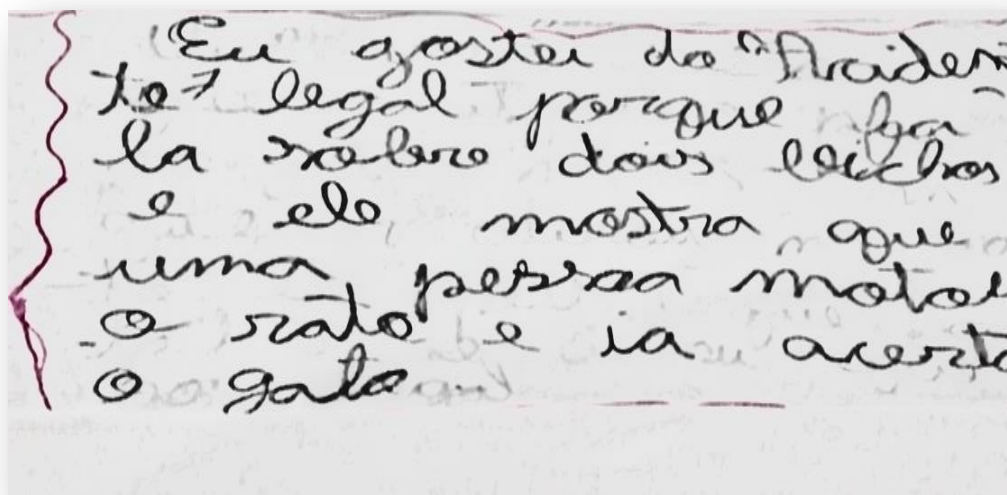 Eu gostei do "Aciden
te" legal porque fa
la sobre dois bichos
e ele mostra que
uma pessoa matou
o rato e ia acerta
o gato